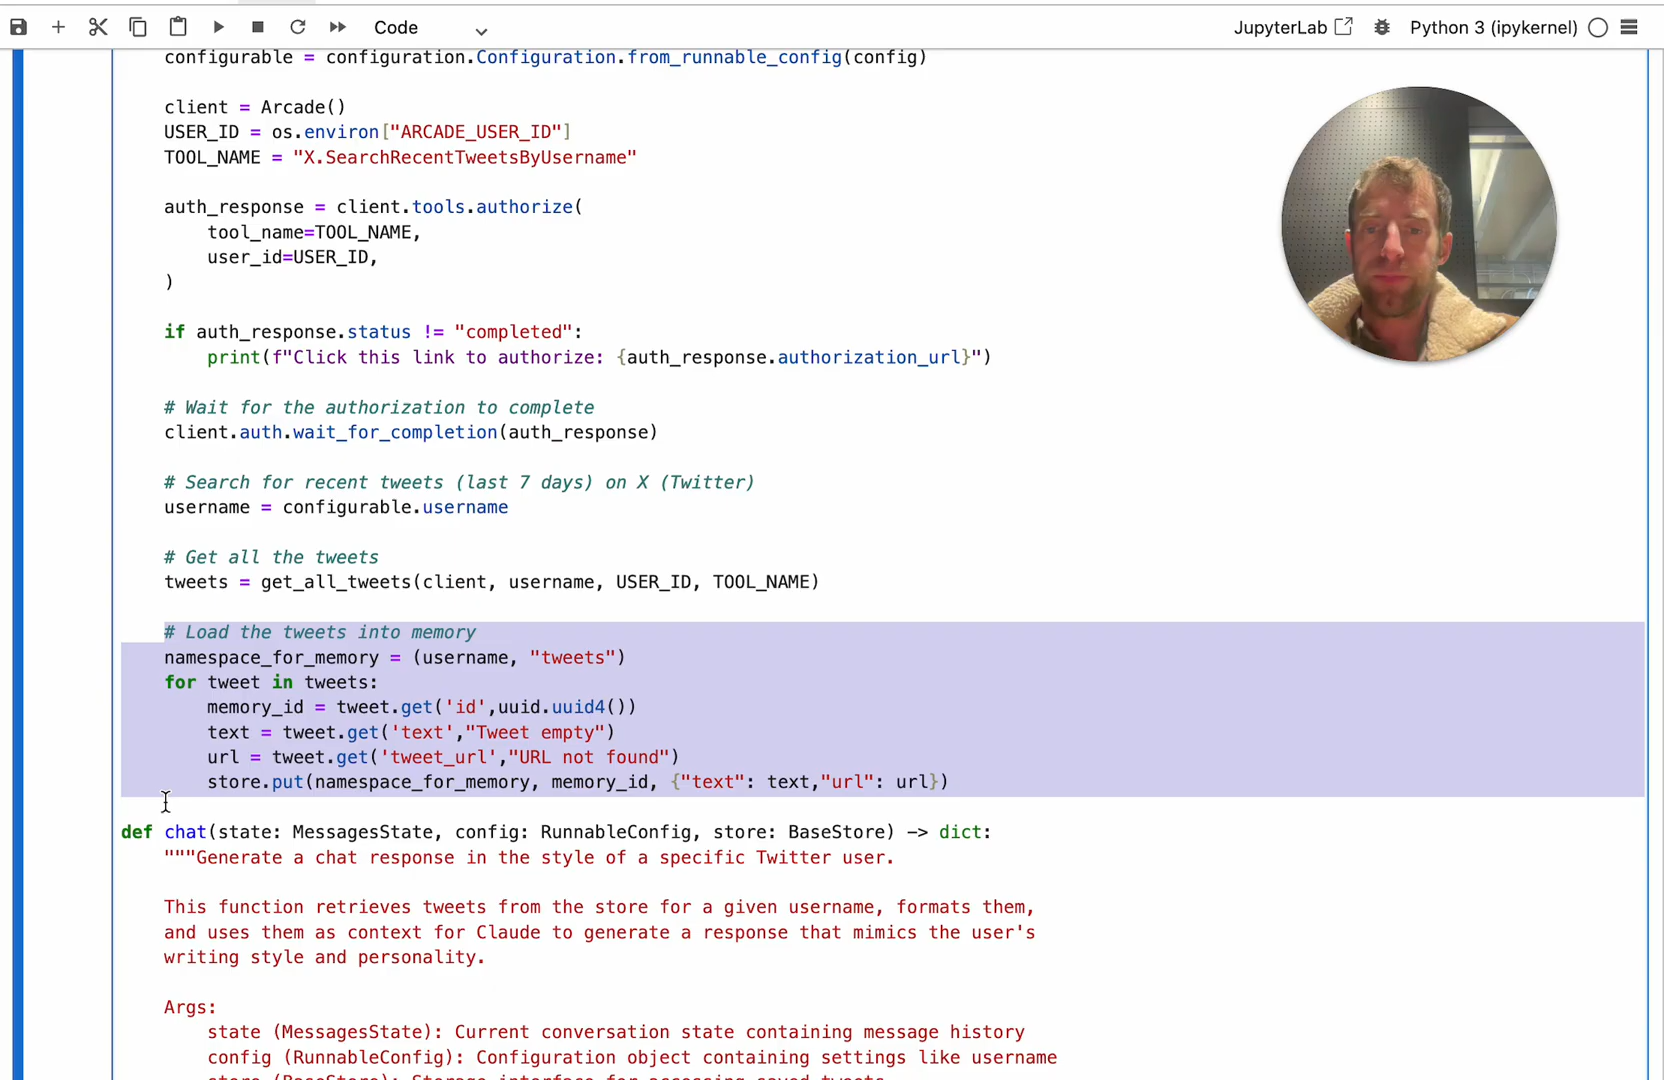 Code
JupyterLab
Python 3 (ipykernel)
configurable = configuration.Configuration.from_runnable_config(config)
client = Arcade()
USER_ID = os.environ["ARCADE_USER_ID"]
TOOL_NAME = "X.SearchRecentTweetsByUsername"
auth_response = client.tools.authorize(
tool_name=TOOL_NAME,
user_id=USER_ID,
)
if auth_response.status != "completed":
print(f"Click this link to authorize: {auth_response.authorization_url}")
# Wait for the authorization to complete
client.auth.wait_for_completion(auth_response)
# Search for recent tweets (last 7 days) on X (Twitter)
username = configurable.username
# Get all the tweets
tweets = get_all_tweets(client, username, USER_ID, TOOL_NAME)
# Load the tweets into memory
namespace_for_memory = (username, "tweets")
for tweet in tweets:
memory_id = tweet.get('id',uuid.uuid4())
text = tweet.get('text',"Tweet empty")
url = tweet.get('tweet_url',"URL not found")
store.put(namespace_for_memory, memory_id, {"text": text,"url": url})
def chat(state: MessagesState, config: RunnableConfig, store: BaseStore) -> dict:
"""Generate a chat response in the style of a specific Twitter user.
This function retrieves tweets from the store for a given username, formats them,
and uses them as context for Claude to generate a response that mimics the user's
writing style and personality.
Args:
state (MessagesState): Current conversation state containing message history
config (RunnableConfig): Configuration object containing settings like username
store (BaseStore): Storage interface for accessing saved tweets